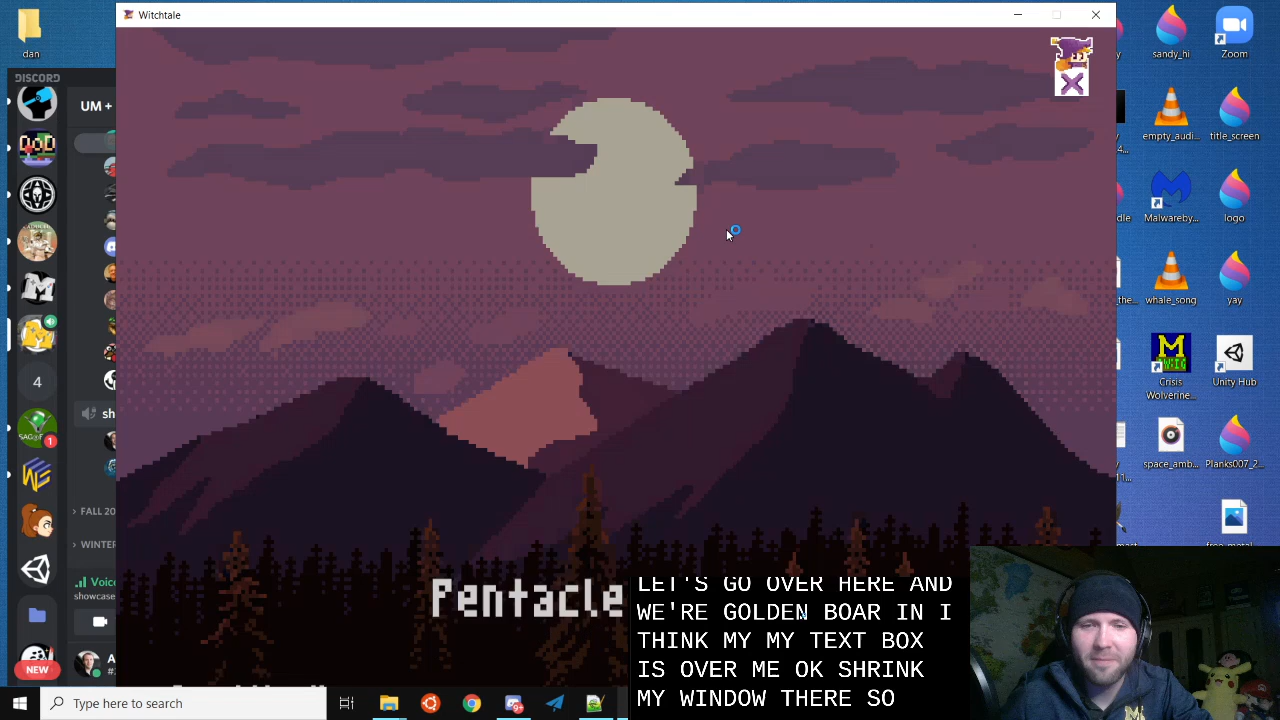 dan
Witchtale
DISCORD
UM +
4
sh
FALL 20
WINTER
Voice
showcase
NEW
sandy_hi
Zoom
empty_audi...
title_screen
Malwareby...
logo
whale_song
yay
Crisis
Wolverine...
Unity Hub
space_amb...
Planks007_2...
Pentacle
LET'S GO OVER HERE AND
WE'RE GOLDEN BOAR IN I
THINK MY MY TEXT BOX
IS OVER ME OK SHRINK
MY WINDOW THERE SO
Type here to search